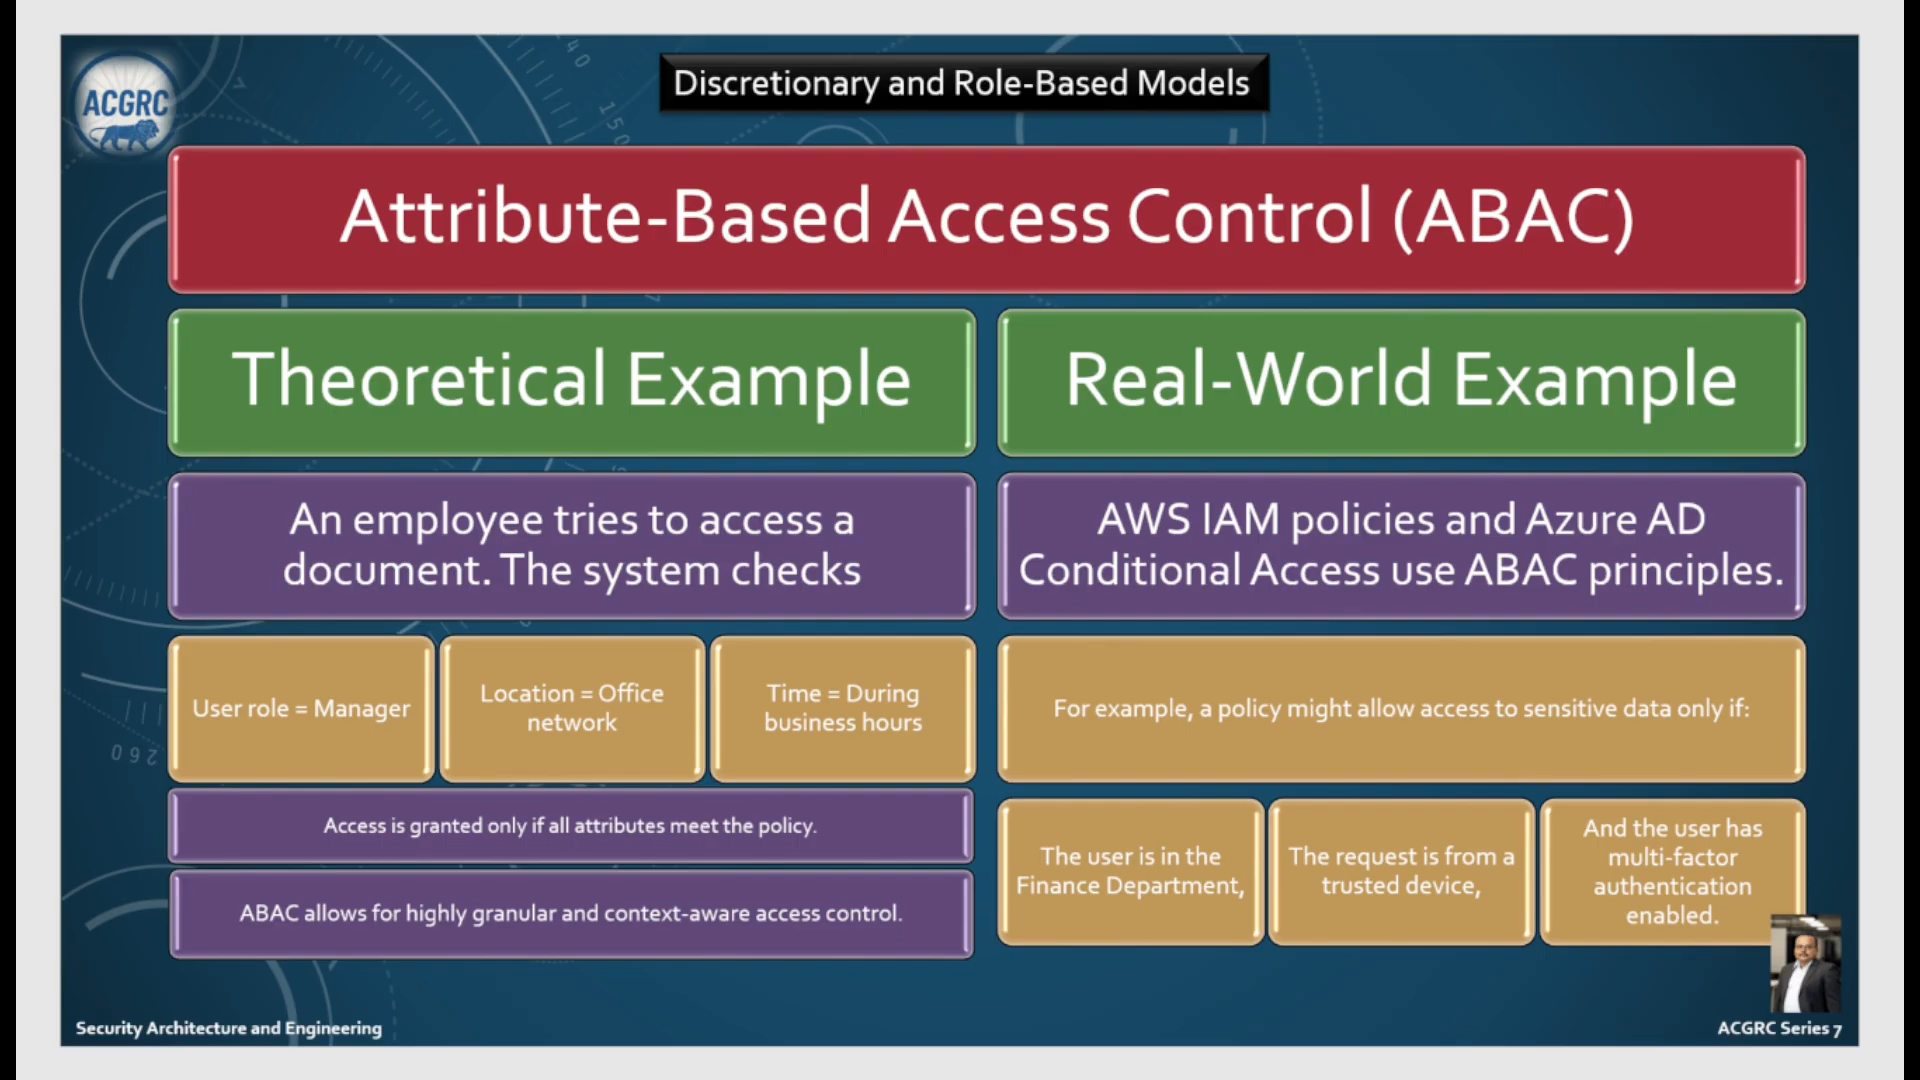 ACGRC
Discretionary and Role-Based Models
Attribute-Based Access Control (ABAC)
Theoretical Example
Real-World Example
An employee tries to access a
document. The system checks
AWS IAM policies and Azure AD
Conditional Access use ABAC principles.
User role = Manager
Location = Office
network
Time = During
business hours
For example, a policy might allow access to sensitive data only if:
Access is granted only if all attributes meet the policy.
ABAC allows for highly granular and context-aware access control.
The user is in the
Finance Department,
The request is from a
trusted device,
And the user has
multi-factor
authentication
enabled.
Security Architecture and Engineering
ACGRC Series 7